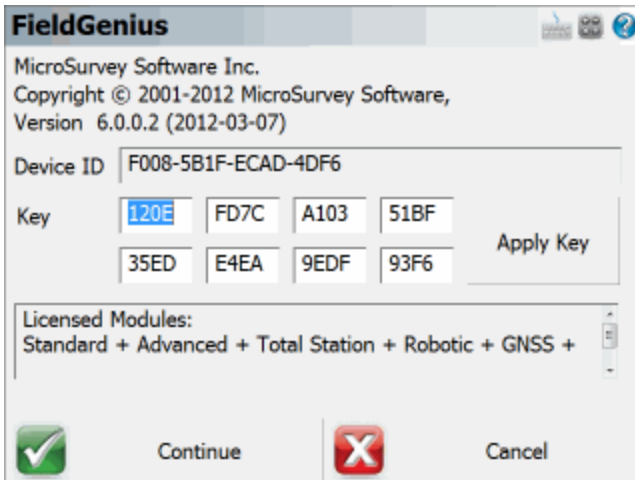 FieldGenius
MicroSurvey Software Inc.
Copyright © 2001-2012 MicroSurvey Software,
Version 6.0.0.2 (2012-03-07)
Device ID F008-5B1F-ECAD-4DF6
Key 120E FD7C A103 51BF
Apply Key
35ED E4EA 9EDF 93F6
Licensed Modules:
Standard + Advanced + Total Station + Robotic + GNSS +
Continue Cancel